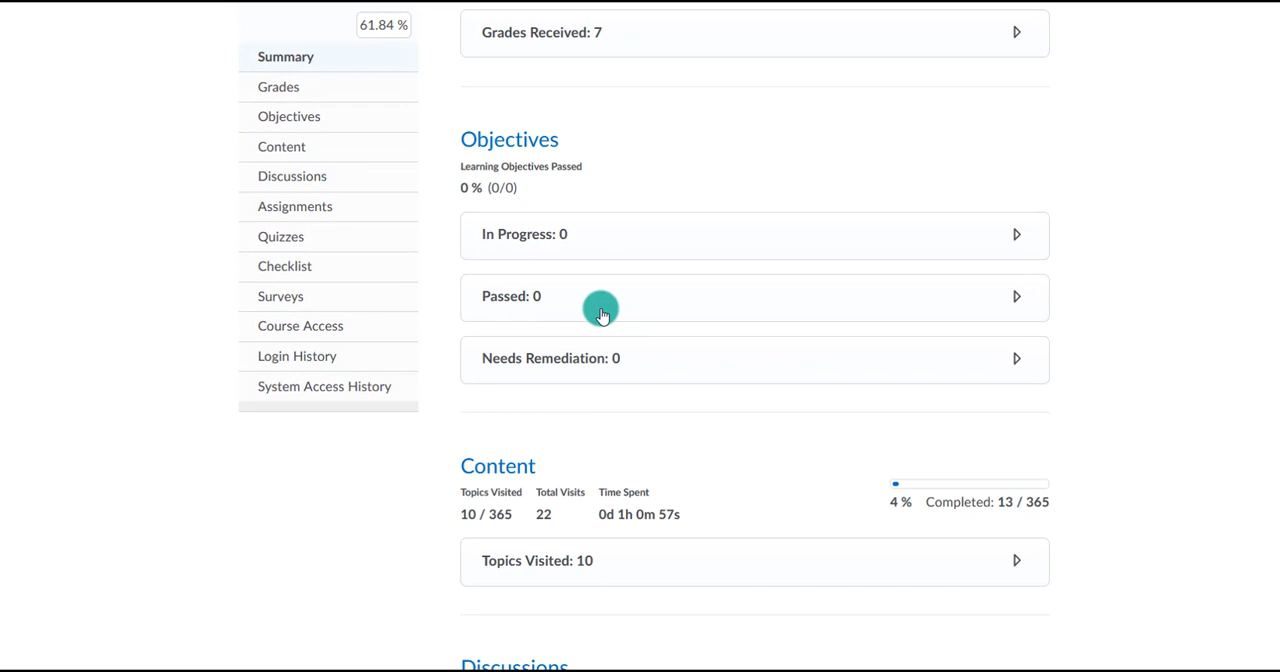 61.84 %
Summary
Grades
Objectives
Content
Discussions
Assignments
Quizzes
Checklist
Surveys
Course Access
Login History
System Access History
Grades Received: 7
Objectives
Learning Objectives Passed
0 % (0/0)
In Progress: 0
Passed: 0
Needs Remediation: 0
Content
Topics Visited Total Visits Time Spent
10 / 365 22 0d 1h 0m 57s
4 % Completed: 13 / 365
Topics Visited: 10
Discussions